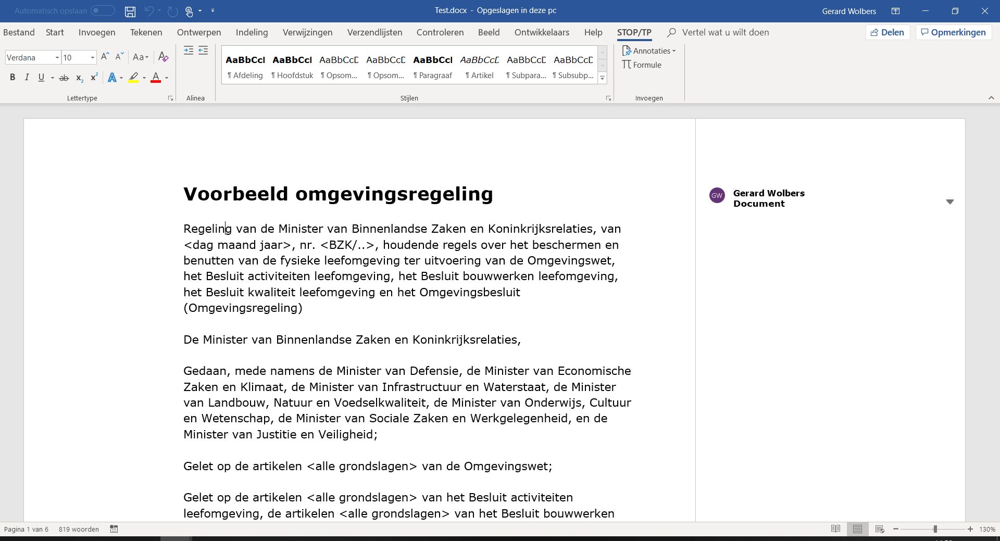 Automatisch opslaan
Test.docx - Opgeslagen in deze pc
Gerard Wolbers
Bestand Start Invoegen Tekenen Ontwerpen Indeling Verwijzingen Verzendlijsten Controleren Beeld Ontwikkelaars Help STOP/TP Vertel wat u wilt doen Delen Opmerkingen
Verdana 10 A A Aa A
B I U ab x2 x2 A A
AaBbCcI AaBbCcI AaBbCcD AaBbCcD AaBbCcI AaBbCcD AaBbCcD AaBbCcD
¶ Afdeling ¶ Hoofdstuk ¶ Opsom... ¶ Opsom... ¶ Paragraaf ¶ Artikel ¶ Subpara... ¶ Subsubp...
Annotaties
Formule
Lettertype Alinea Stijlen Invoegen
Voorbeeld omgevingsregeling
Regeling van de Minister van Binnenlandse Zaken en Koninkrijksrelaties, van
<dag maand jaar>, nr. <BZK/..>, houdende regels over het beschermen en
benutten van de fysieke leefomgeving ter uitvoering van de Omgevingswet,
het Besluit activiteiten leefomgeving, het Besluit bouwwerken leefomgeving,
het Besluit kwaliteit leefomgeving en het Omgevingsbesluit
(Omgevingsregeling)
De Minister van Binnenlandse Zaken en Koninkrijksrelaties,
Gedaan, mede namens de Minister van Defensie, de Minister van Economische
Zaken en Klimaat, de Minister van Infrastructuur en Waterstaat, de Minister
van Landbouw, Natuur en Voedselkwaliteit, de Minister van Onderwijs, Cultuur
en Wetenschap, de Minister van Sociale Zaken en Werkgelegenheid, en de
Minister van Justitie en Veiligheid;
Gelet op de artikelen <alle grondslagen> van de Omgevingswet;
Gelet op de artikelen <alle grondslagen> van het Besluit activiteiten
leefomgeving, de artikelen <alle grondslagen> van het Besluit bouwwerken
GW
Gerard Wolbers
Document
Pagina 1 van 6 819 woorden
130%